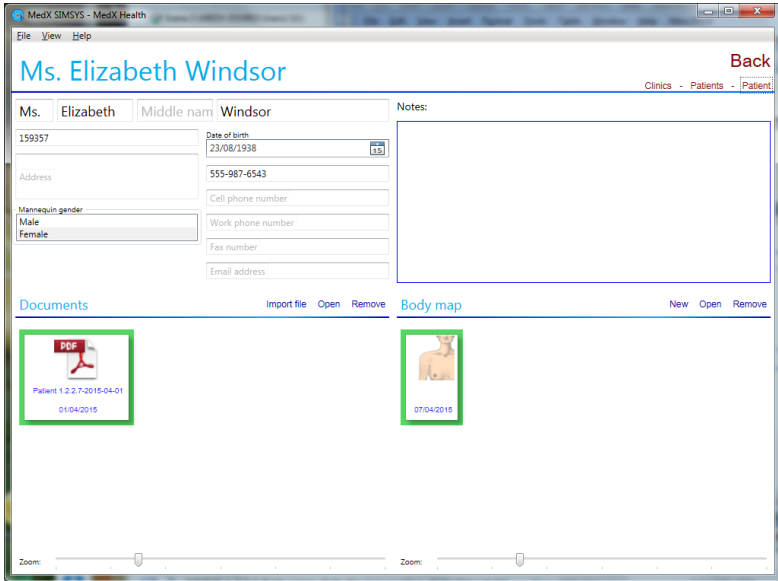 MedX SIMSYS - MedX Health
File View Help
Ms. Elizabeth Windsor
Back
Clinics - Patients - Patient
Ms. Elizabeth Middle nam Windsor
Notes:
159357
Date of birth
23/08/1938
15
Address
555-987-6543
Cell phone number
Mannequin gender
Male
Female
Work phone number
Fax number
Email address
Documents
Import file Open Remove
Body map
New Open Remove
PDF
Patient 1.2.2.7-2015-04-01
01/04/2015
07/04/2015
Zoom:
Zoom: